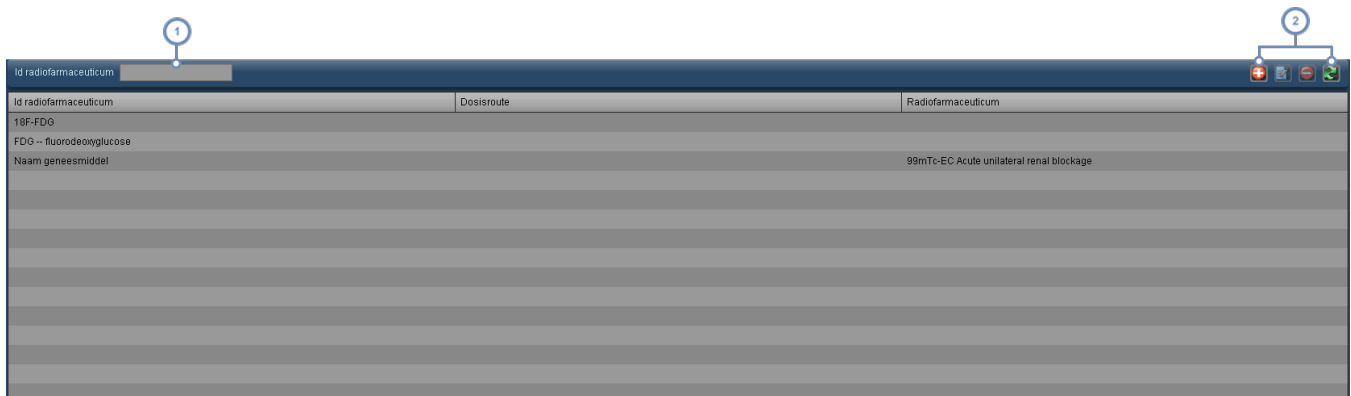 1
2
Id radiofarmaceuticum
Id radiofarmaceuticum Dosisroute Radiofarmaceuticum
18F-FDG
FDG -- fluorodeoxyglucose
Naam geneesmiddel 99mTc-EC Acute unilateral renal blockage